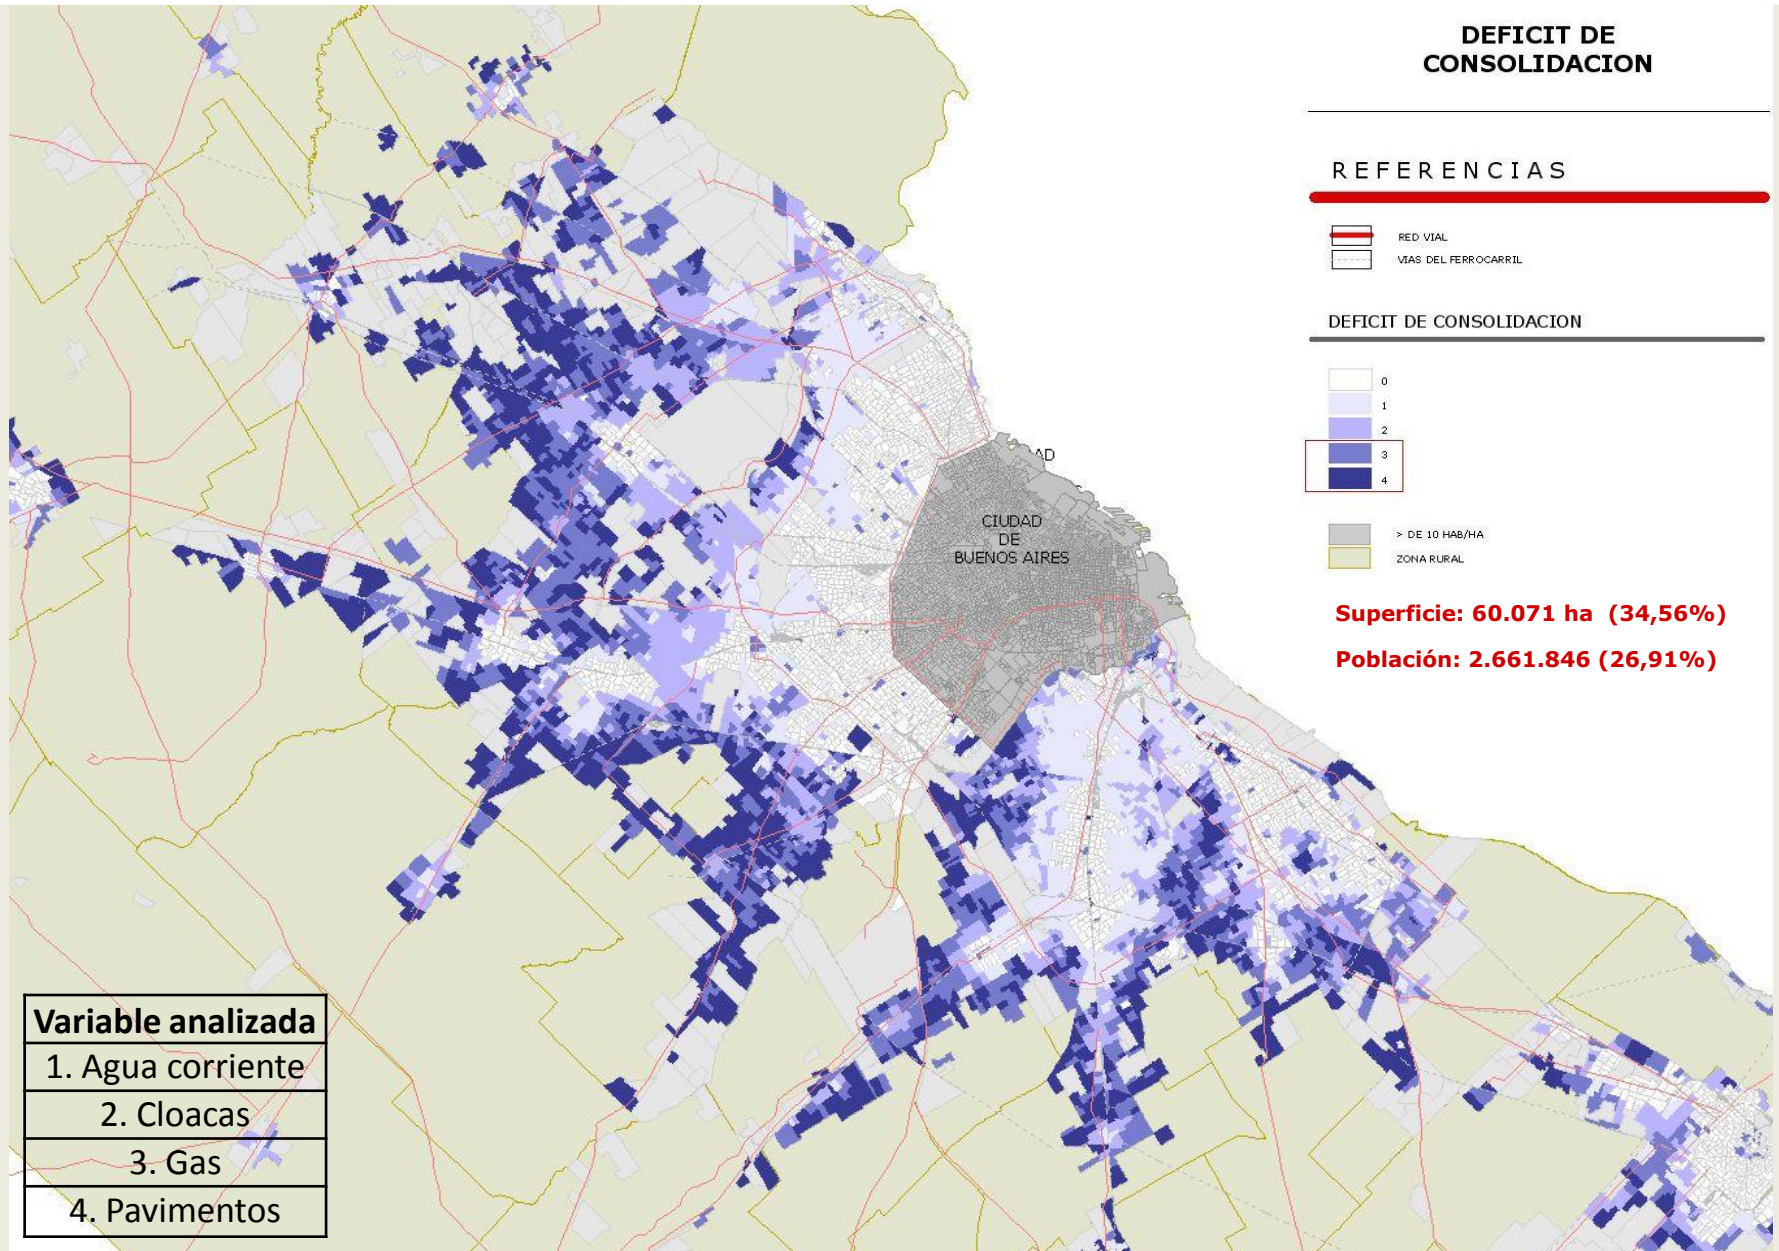 DEFICIT DE
CONSOLIDACION
REFERENCIAS
RED VIAL
VIAS DEL FERROCARRIL
DEFICIT DE CONSOLIDACION
0
1
2
3
4
> DE 10 HAB/HA
ZONA RURAL
Superficie: 60.071 ha (34,56%)
Población: 2.661.846 (26,91%)
AD
CIUDAD
DE
BUENOS AIRES
Variable analizada
1. Agua corriente
2. Cloacas
3. Gas
4. Pavimentos